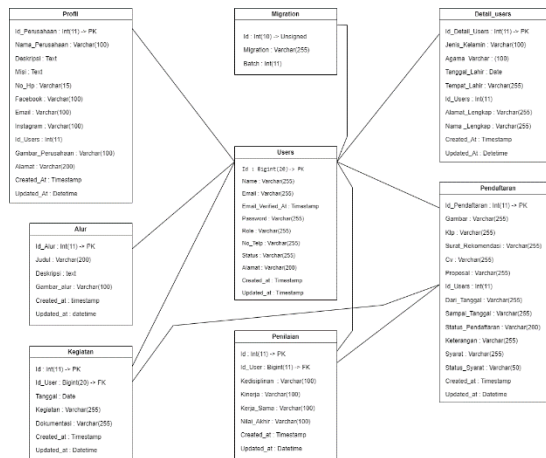 Profil
Id_Perusahaan : Int(11) -> PK
Name_Perusahaan : Varchar(100)
Deskripsi : Text
Misi : Text
No_Hp : Varchar(15)
Facebook : Varchar(100)
Email : Varchar(100)
Instagram : Varchar(100)
Id_Users : Int(11)
Gambar_Perusahaan : Varchar(100)
Alamat : Varchar(200)
Created_At : Timestamp
Updated_At : Datetime
Migration
Id : Int(10) -> Unsigned
Migration : Varchar(255)
Batch : Int(11)
Detail_users
Id_Detail_Users : Int(11) -> PK
Jenis_Kelamin : Varchar(100)
Agama_Varchar : (100)
Tanggal_Lahir : Date
Tempat_Lahir : Varchar(255)
Id_Users : Int(11)
Alamat_Lengkap : Varchar(255)
Nama_Lengkap : Varchar(255)
Created_At : Timestamp
Updated_At : Datetime
Users
Id : Bigint(20) -> PK
Name : Varchar(255)
Email : Varchar(255)
Email_Verified_At : Timestamp
Password : Varchar(255)
Role : Varchar(255)
No_Telp : Varchar(255)
Status : Varchar(255)
Alamat : Varchar(200)
Created_at : Timestamp
Updated_at : Timestamp
Pendaftaran
Id_Pendaftaran : Int(11) -> PK
Gambar : Varchar(255)
Ktp : Varchar(255)
Surat_Rekomendasi : Varchar(255)
Cv : Varchar(255)
Proposal : Varchar(255)
Id_Users : Int(11)
Dari_Tanggal : Varchar(255)
Sampai_Tanggal : Varchar(255)
Status_Pendaftaran : Varchar(200)
Keterangan : Varchar(255)
Syarat : Varchar(255)
Status_Syarat : Varchar(50)
Created_at : Timestamp
Updated_at : Datetime
Alur
Id_Alur : Int(11) -> PK
Judul : Varchar(200)
Deskripsi : text
Gambar_alur : Varchar(100)
Created_at : timestamp
Updated_at : datetime
Kegiatan
Id : Int(11) -> PK
Id_User : Bigint(20) -> FK
Tanggal : Date
Kegiatan : Varchar(255)
Dokumentasi : Varchar(255)
Created_at : Timestamp
Updated_at : Datetime
Penilaian
Id : Int(11) -> PK
Id_User : Bigint(11) -> FK
Kedisiplinan : Varchar(100)
Kinerja : Varchar(100)
Kerja_Sama : Varchar(100)
Nilai_Akhir : Varchar(100)
Created_at : Timestamp
Updated_at : Datetime